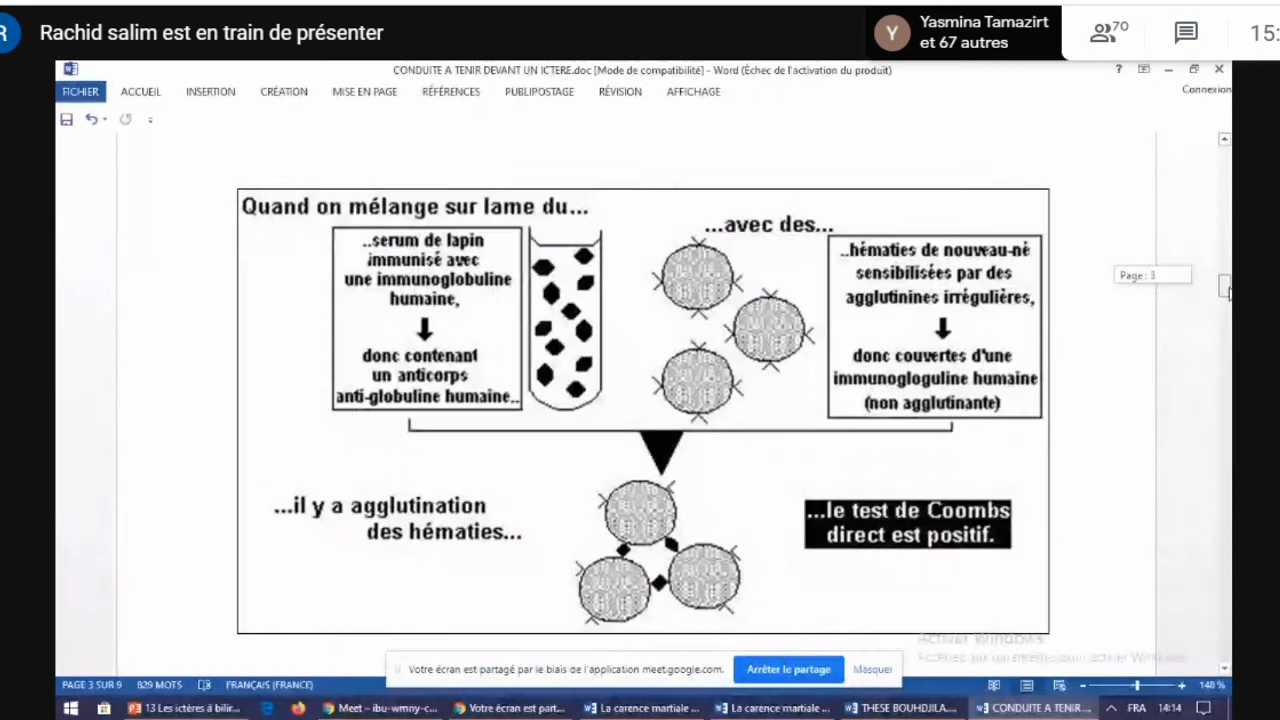 R
Rachid salim est en train de présenter
Y
Yasmina Tamazirt
et 67 autres
70
15:
CONDUITE A TENIR DEVANT UN ICTERE.doc [Mode de compatibilité] - Word (Échec de l'activation du produit)
?
FICHIER ACCUEIL INSERTION CRÉATION MISE EN PAGE RÉFÉRENCES PUBLIPOSTAGE RÉVISION AFFICHAGE
Connexion
Quand on mélange sur lame du...
...avec des...
..serum de lapin
immunisé avec
une immunoglobuline
humaine,
donc contenant
un anticorps
anti-globuline humaine..
..hématies de nouveau-né
sensibilisées par des
agglutinines irrégulières,
donc couvertes d'une
immunogloguline humaine
(non agglutinante)
Page : 3
...il y a agglutination
des hématies...
...le test de Coombs
direct est positif.
Activer Windows
Votre écran est partagé par le biais de l'application meet.google.com.
Arrêter le partage
Masquer
PAGE 3 SUR 9 829 MOTS FRANÇAIS (FRANCE)
148 %
13 Les ictères à bilir...
Meet – ibu-wmny-c...
Votre écran est part...
La carence martiale ...
La carence martiale ...
THESE BOUHDJILA...
CONDUITE A TENIR ...
FRA
14:14